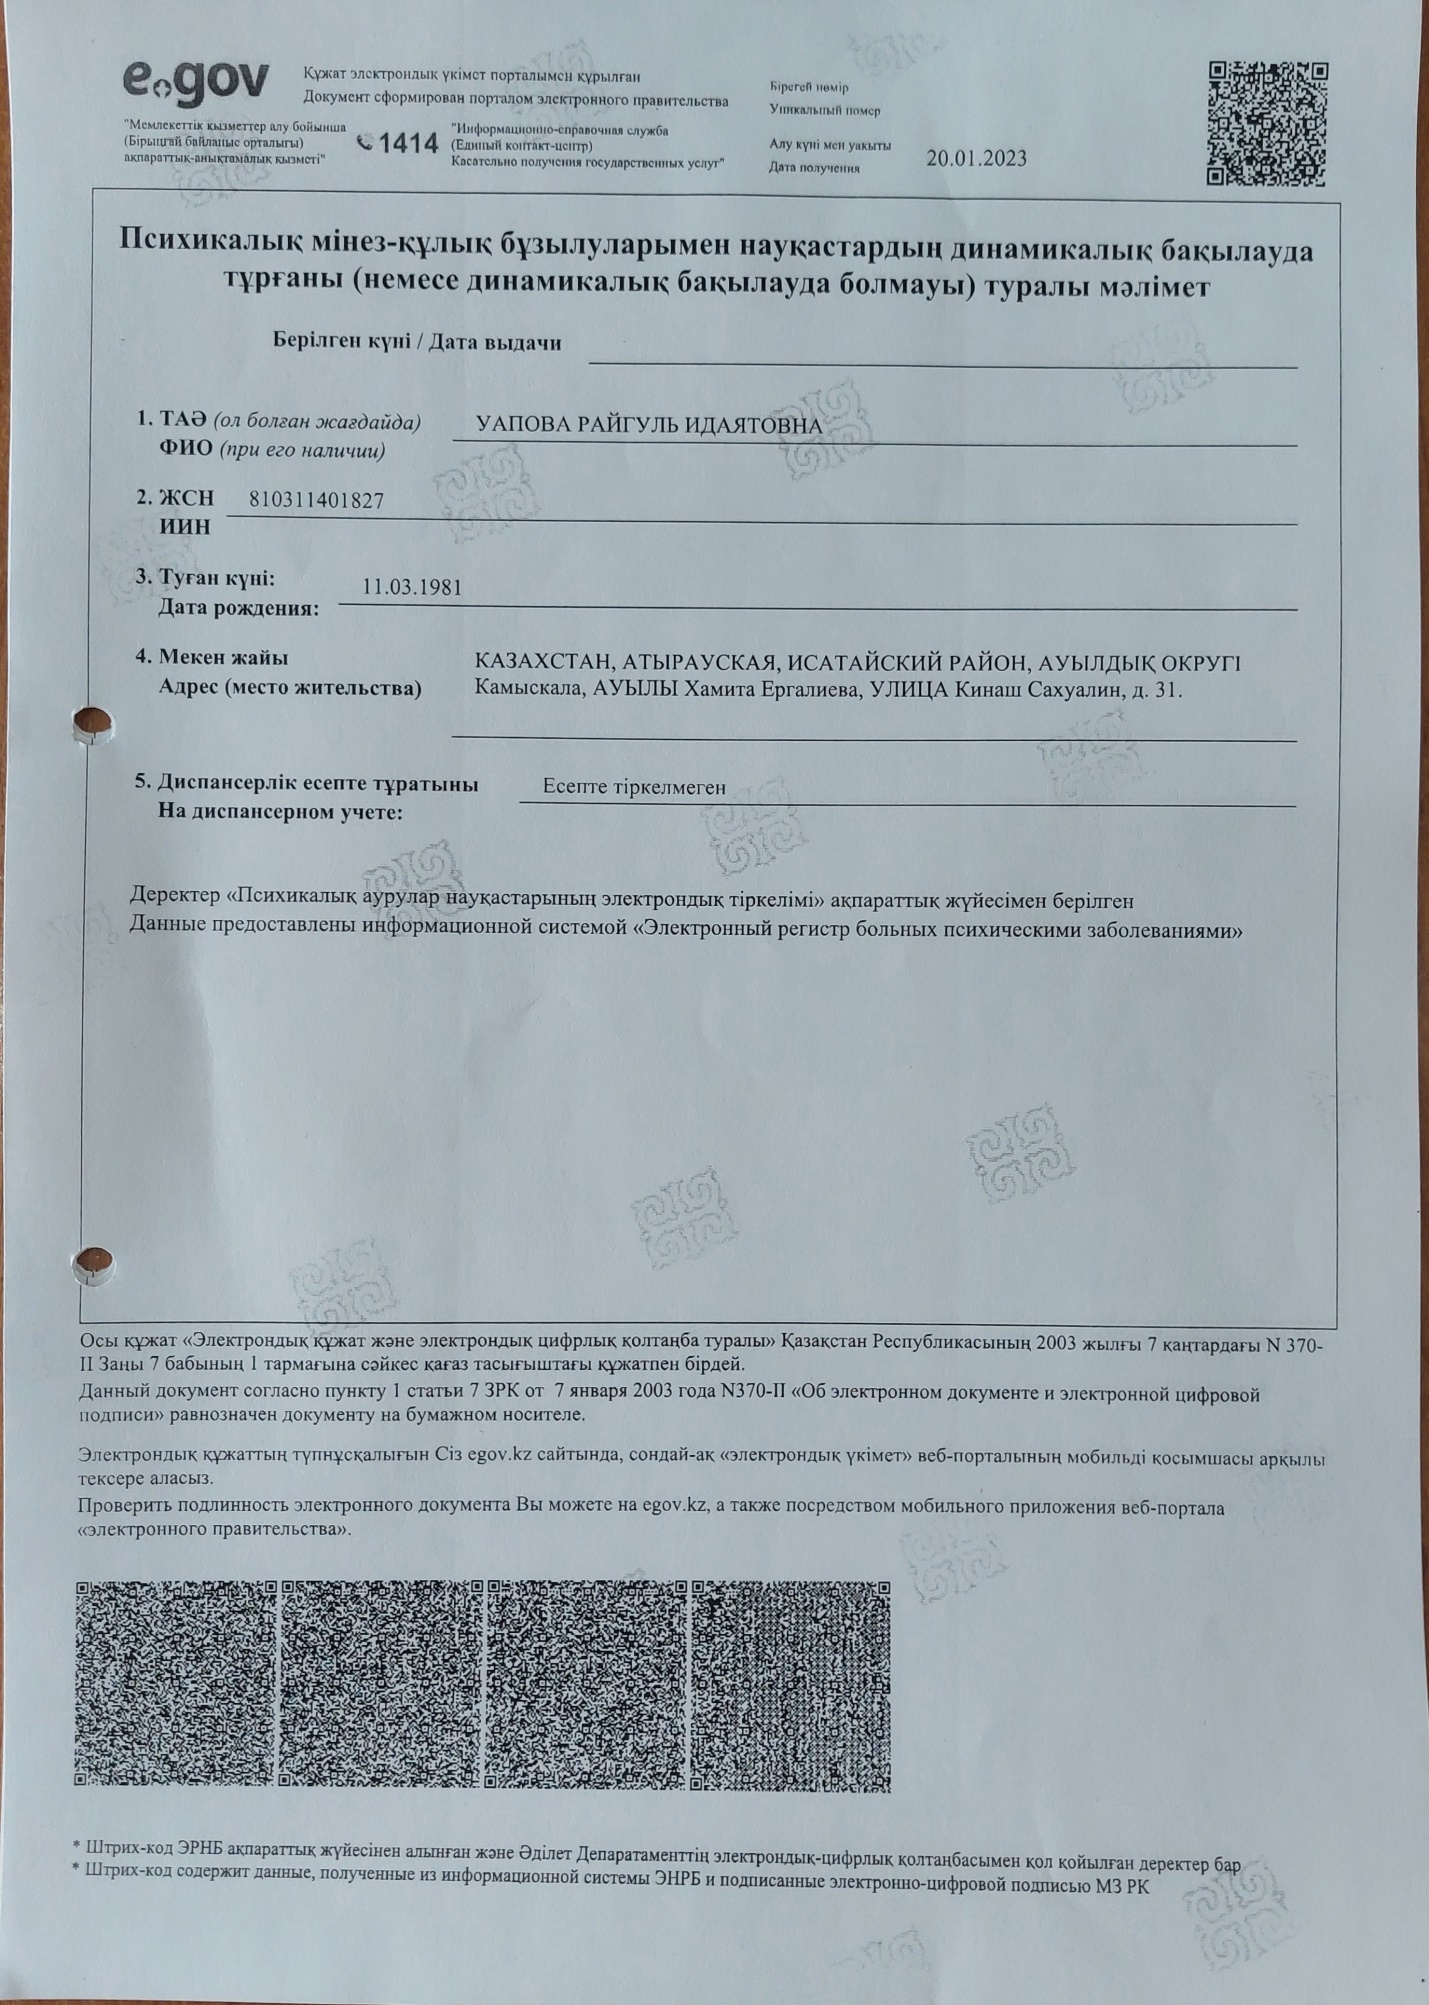 e.gov
Құжат электрондық үкімет порталымен құрылған
Документ сформирован порталом электронного правительства
"Мемлекеттік қызметтер алу бойынша
(Бірыңғай байланыс орталығы)
ақпараттық-анықтамалық қызметі"
1414
"Информационно-справочная служба
(Единый контакт-центр)
Касательно получения государственных услуг"
Бірегей нөмір
Уникальный номер
Алу күні мен уақыты
Дата получения
20.01.2023
Психикалық мінез-құлық бұзылуларымен науқастардың динамикалық бақылауда
тұрғаны (немесе динамикалық бақылауда болмауы) туралы мәлімет
Берілген күні / Дата выдачи
1. ТАӘ (ол болған жағдайда) УАПОВА РАЙГУЛЬ ИДАЯТОВНА
ФИО (при его наличии)
2. ЖСН 810311401827
ИИН
3. Туған күні: 11.03.1981
Дата рождения:
4. Мекен жайы КАЗАХСТАН, АТЫРАУСКАЯ, ИСАТАЙСКИЙ РАЙОН, АУЫЛДЫҚ ОКРУГІ
Адрес (место жительства) Камыскала, АУЫЛЫ Хамита Ергалиева, УЛИЦА Кинаш Сахуалин, д. 31.
5. Диспансерлік есепте тұратыны Есепте тіркелмеген
На диспансерном учете:
Деректер «Психикалық аурулар науқастарының электрондық тіркелімі» ақпараттық жүйесімен берілген
Данные предоставлены информационной системой «Электронный регистр больных психическими заболеваниями»
Осы құжат «Электрондық құжат және электрондық цифрлық қолтаңба туралы» Қазақстан Республикасының 2003 жылғы 7 қаңтардағы N 370-
II Заңы 7 бабының 1 тармағына сәйкес қағаз тасығыштағы құжатпен бірдей.
Данный документ согласно пункту 1 статьи 7 ЗРК от 7 января 2003 года N370-II «Об электронном документе и электронной цифровой
подписи» равнозначен документу на бумажном носителе.
Электрондық құжаттың түпнұсқалығын Сіз egov.kz сайтында, сондай-ақ «электрондық үкімет» веб-порталының мобильді қосымшасы арқылы
тексере аласыз.
Проверить подлинность электронного документа Вы можете на egov.kz, а также посредством мобильного приложения веб-портала
«электронного правительства».
* Штрих-код ЭРНБ ақпараттық жүйесінен алынған және Әділет Депаратаменттің электрондық-цифрлық қолтаңбасымен қол қойылған деректер бар
* Штрих-код содержит данные, полученные из информационной системы ЭНРБ и подписанные электронно-цифровой подписью МЗ РК